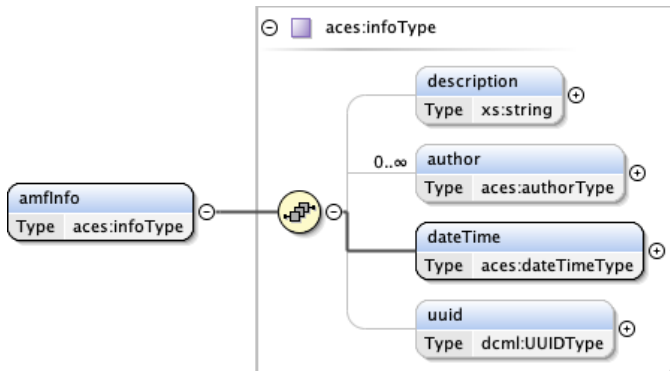 aces:infoType
description
Type xs:string
0..∞
author
Type aces:authorType
amfInfo
Type aces:infoType
dateTime
Type aces:dateTimeType
uuid
Type dcml:UUIDType